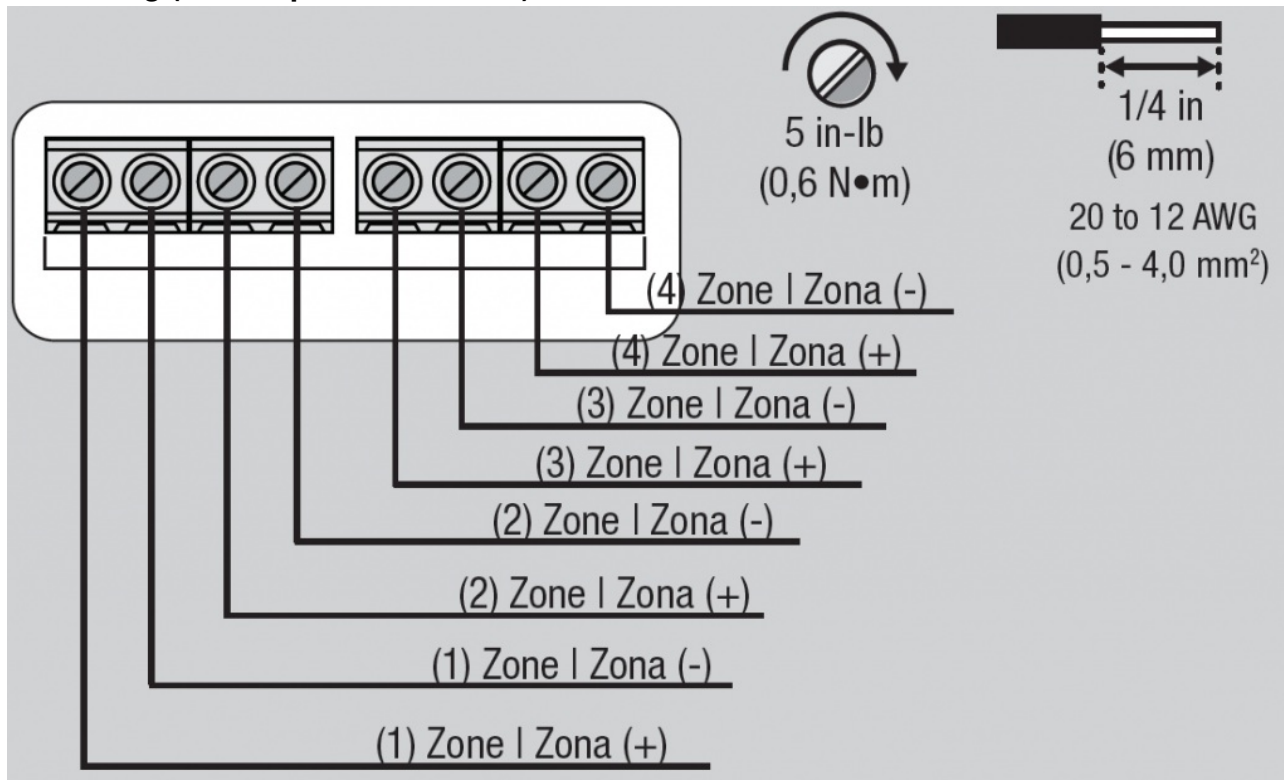 5 in-lb
(0,6 N•m)
1/4 in
(6 mm)
20 to 12 AWG
(0,5 - 4,0 mm²)
(4) Zone | Zona (-)
(4) Zone | Zona (+)
(3) Zone | Zona (-)
(3) Zone | Zona (+)
(2) Zone | Zona (-)
(2) Zone | Zona (+)
(1) Zone | Zona (-)
(1) Zone | Zona (+)